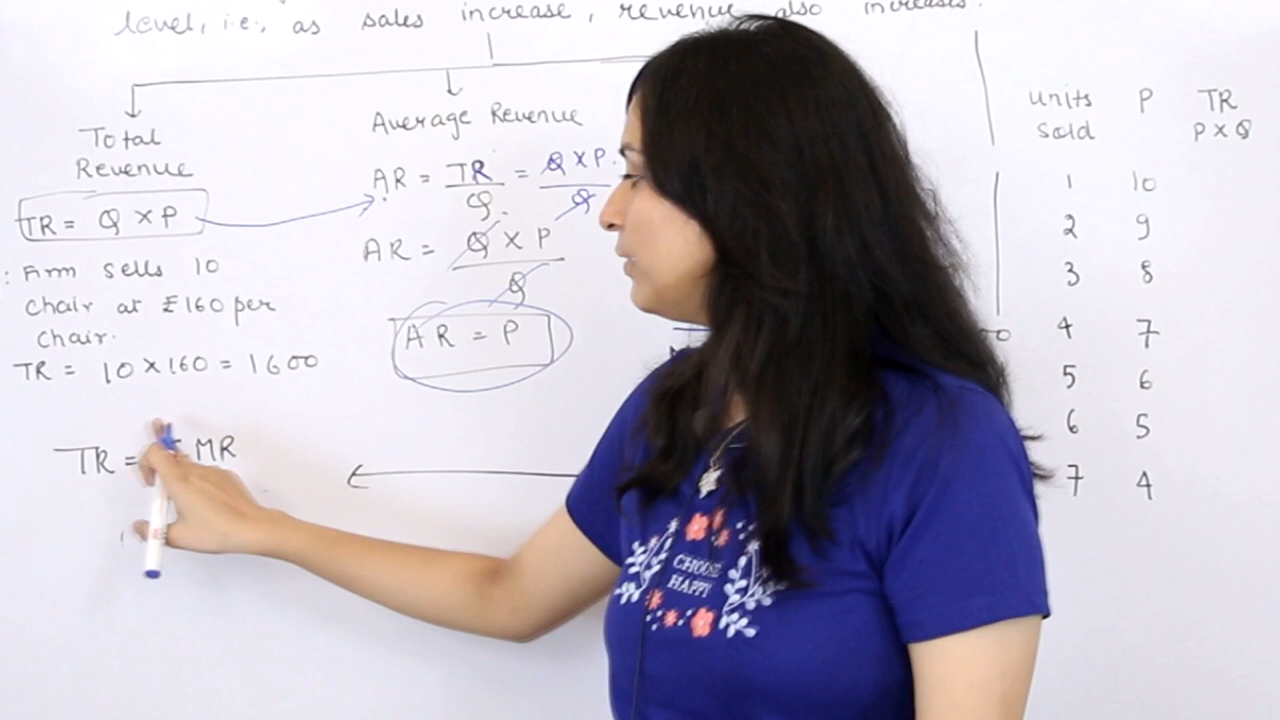 level, i.e., as sales increase, revenue also increases.
Total
Revenue
TR = Q X P
: Firm sells 10
Chair at ₹160 per
Chair.
TR = 10 X 160 = 1600
TR = MR
Average Revenue
AR = TR = Q X P.
Q. Q
AR = Q X P
Q
AR = P
units P TR
Sold P X Q
1 10
2 9
3 8
4 7
5 6
6 5
7 4
CHOOSE
HAPPY